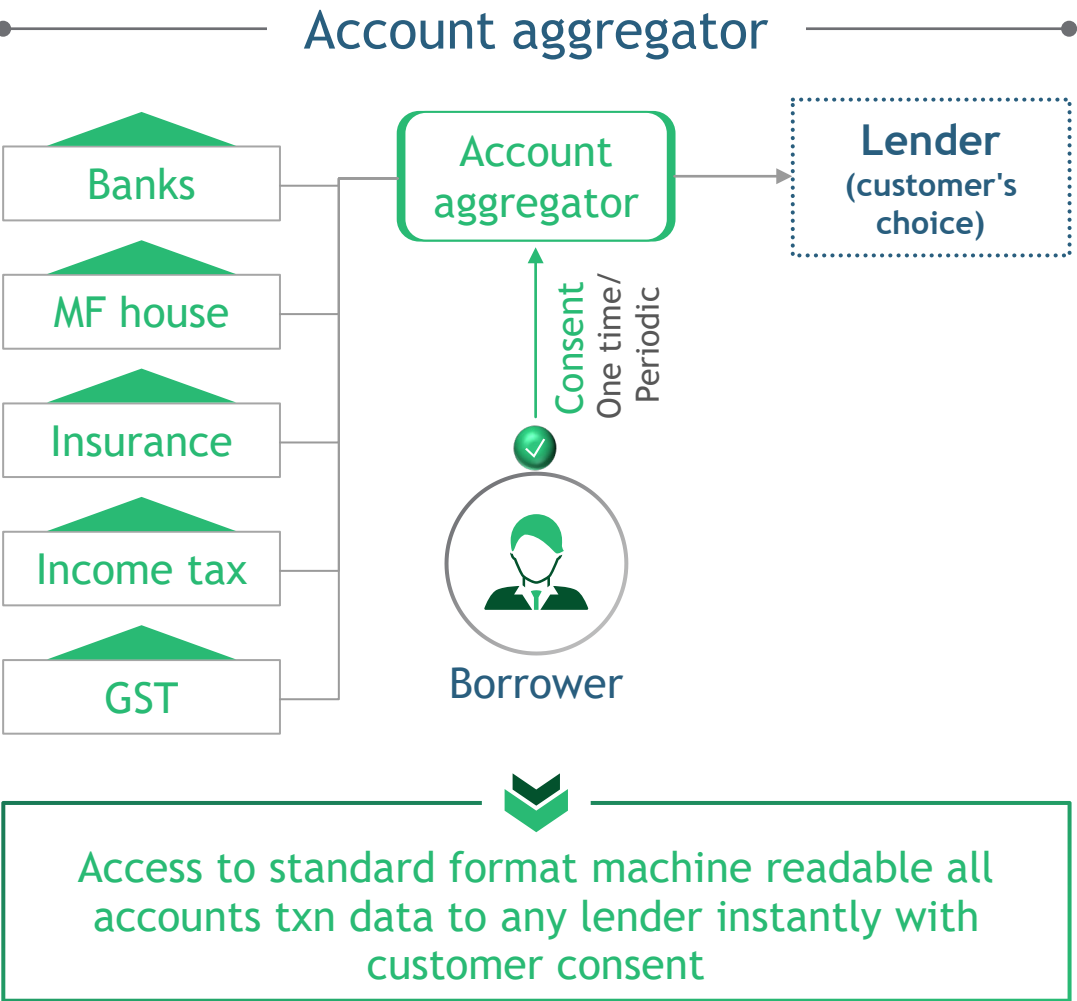 Account aggregator
Banks
MF house
Insurance
Income tax
GST
Account
aggregator
Lender
(customer's
choice)
Consent
One time/
Periodic
Borrower
Access to standard format machine readable all
accounts txn data to any lender instantly with
customer consent